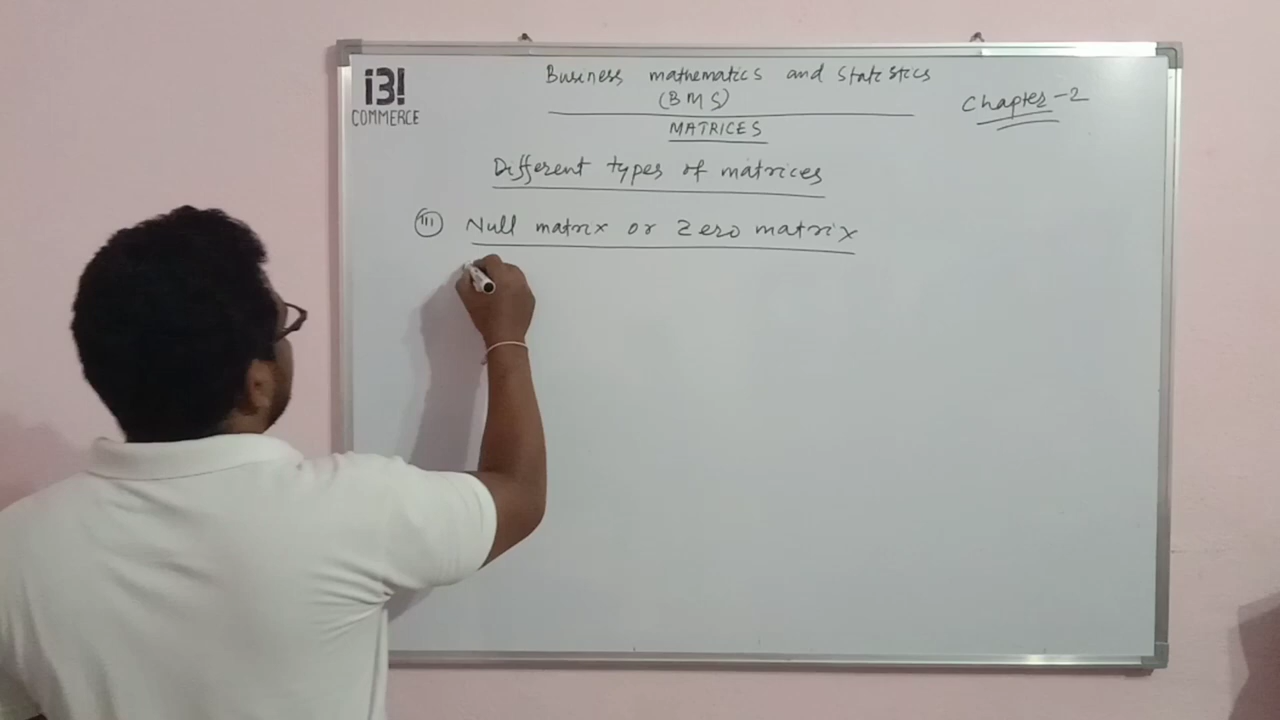 i3!
COMMERCE
Business mathematics and statistics
(BMS)
Chapter-2
MATRICES
Different types of matrices
(III) Null matrix or Zero matrix